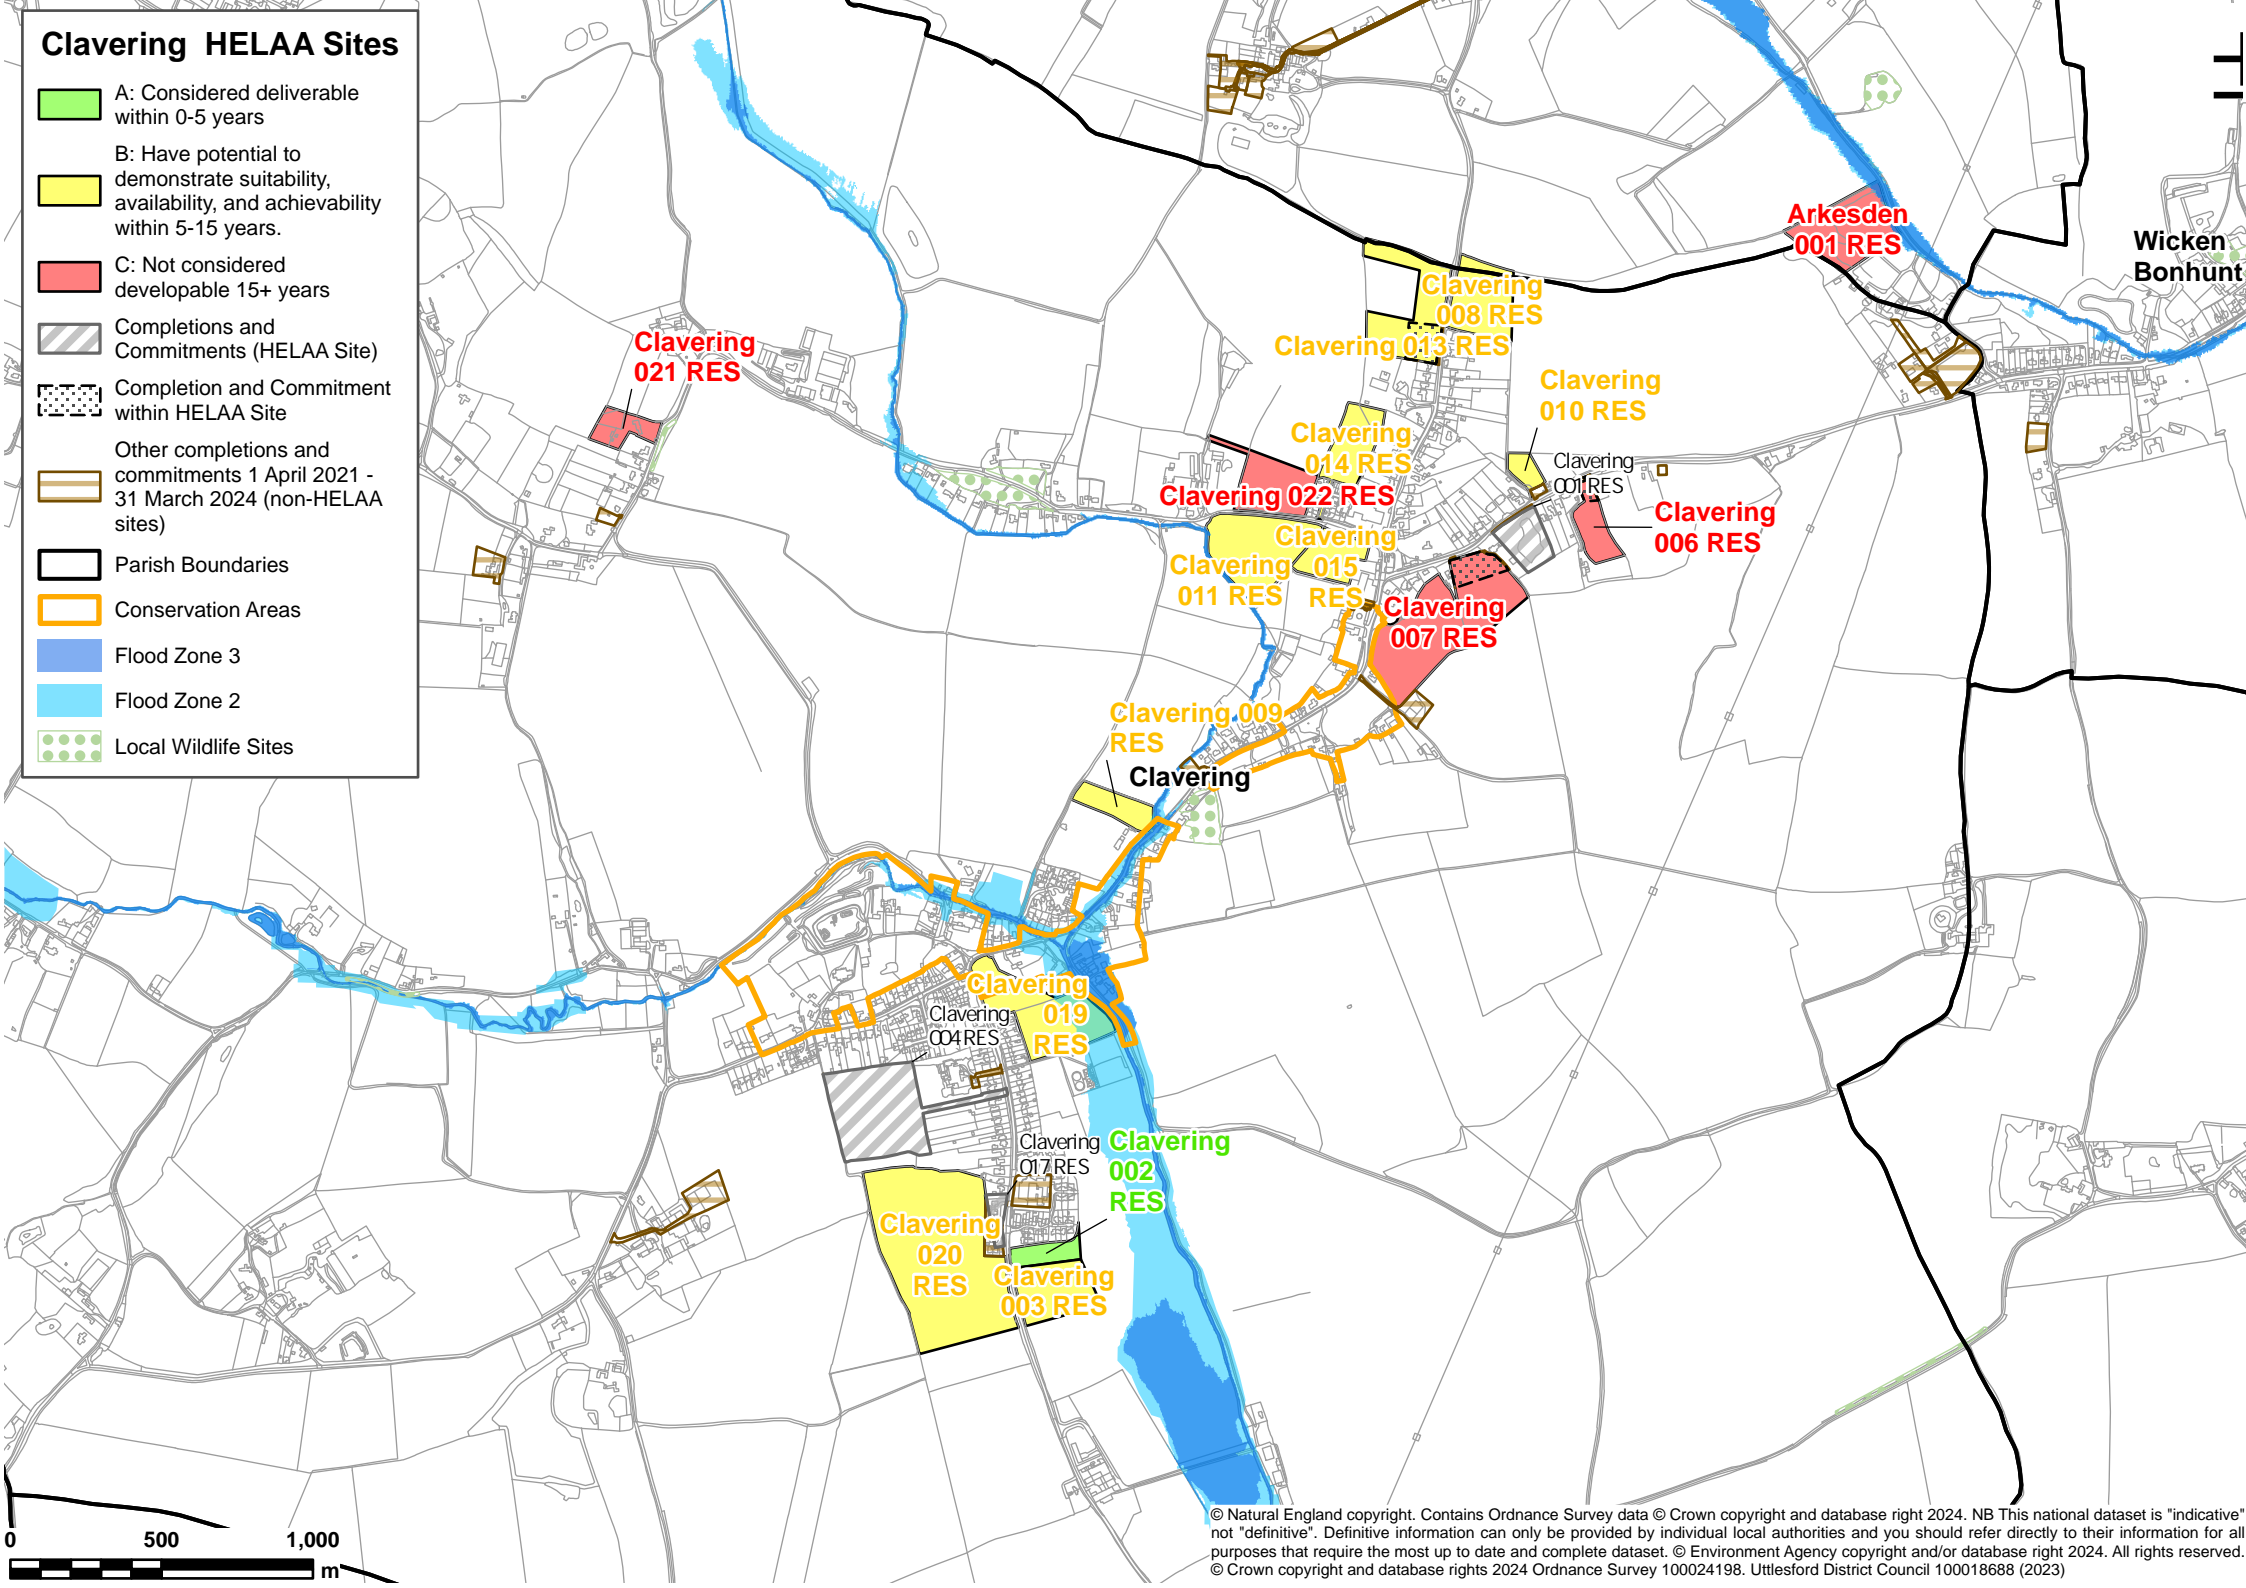 Clavering HELAA Sites
A: Considered deliverable
within 0-5 years
B: Have potential to
demonstrate suitability,
availability, and achievability
within 5-15 years.
C: Not considered
developable 15+ years
Completions and
Commitments (HELAA Site)
Completion and Commitment
within HELAA Site
Other completions and
commitments 1 April 2021 -
31 March 2024 (non-HELAA
sites)
Parish Boundaries
Conservation Areas
Flood Zone 3
Flood Zone 2
Local Wildlife Sites
Arkesden
001 RES
Wicken
Bonhunt
Clavering
008 RES
Clavering 013 RES
Clavering
021 RES
Clavering
010 RES
Clavering
014 RES
Clavering
001 RES
Clavering 022 RES
Clavering
006 RES
Clavering
015
RES
Clavering
011 RES
Clavering
007 RES
Clavering 009
RES
Clavering
Clavering
019
RES
Clavering
004 RES
Clavering
017 RES
Clavering
002
RES
Clavering
020
RES
Clavering
003 RES
0 500 1,000
m
© Natural England copyright. Contains Ordnance Survey data © Crown copyright and database right 2024. NB This national dataset is "indicative"
not "definitive". Definitive information can only be provided by individual local authorities and you should refer directly to their information for all
purposes that require the most up to date and complete dataset. © Environment Agency copyright and/or database right 2024. All rights reserved.
© Crown copyright and database rights 2024 Ordnance Survey 100024198. Uttlesford District Council 100018688 (2023)